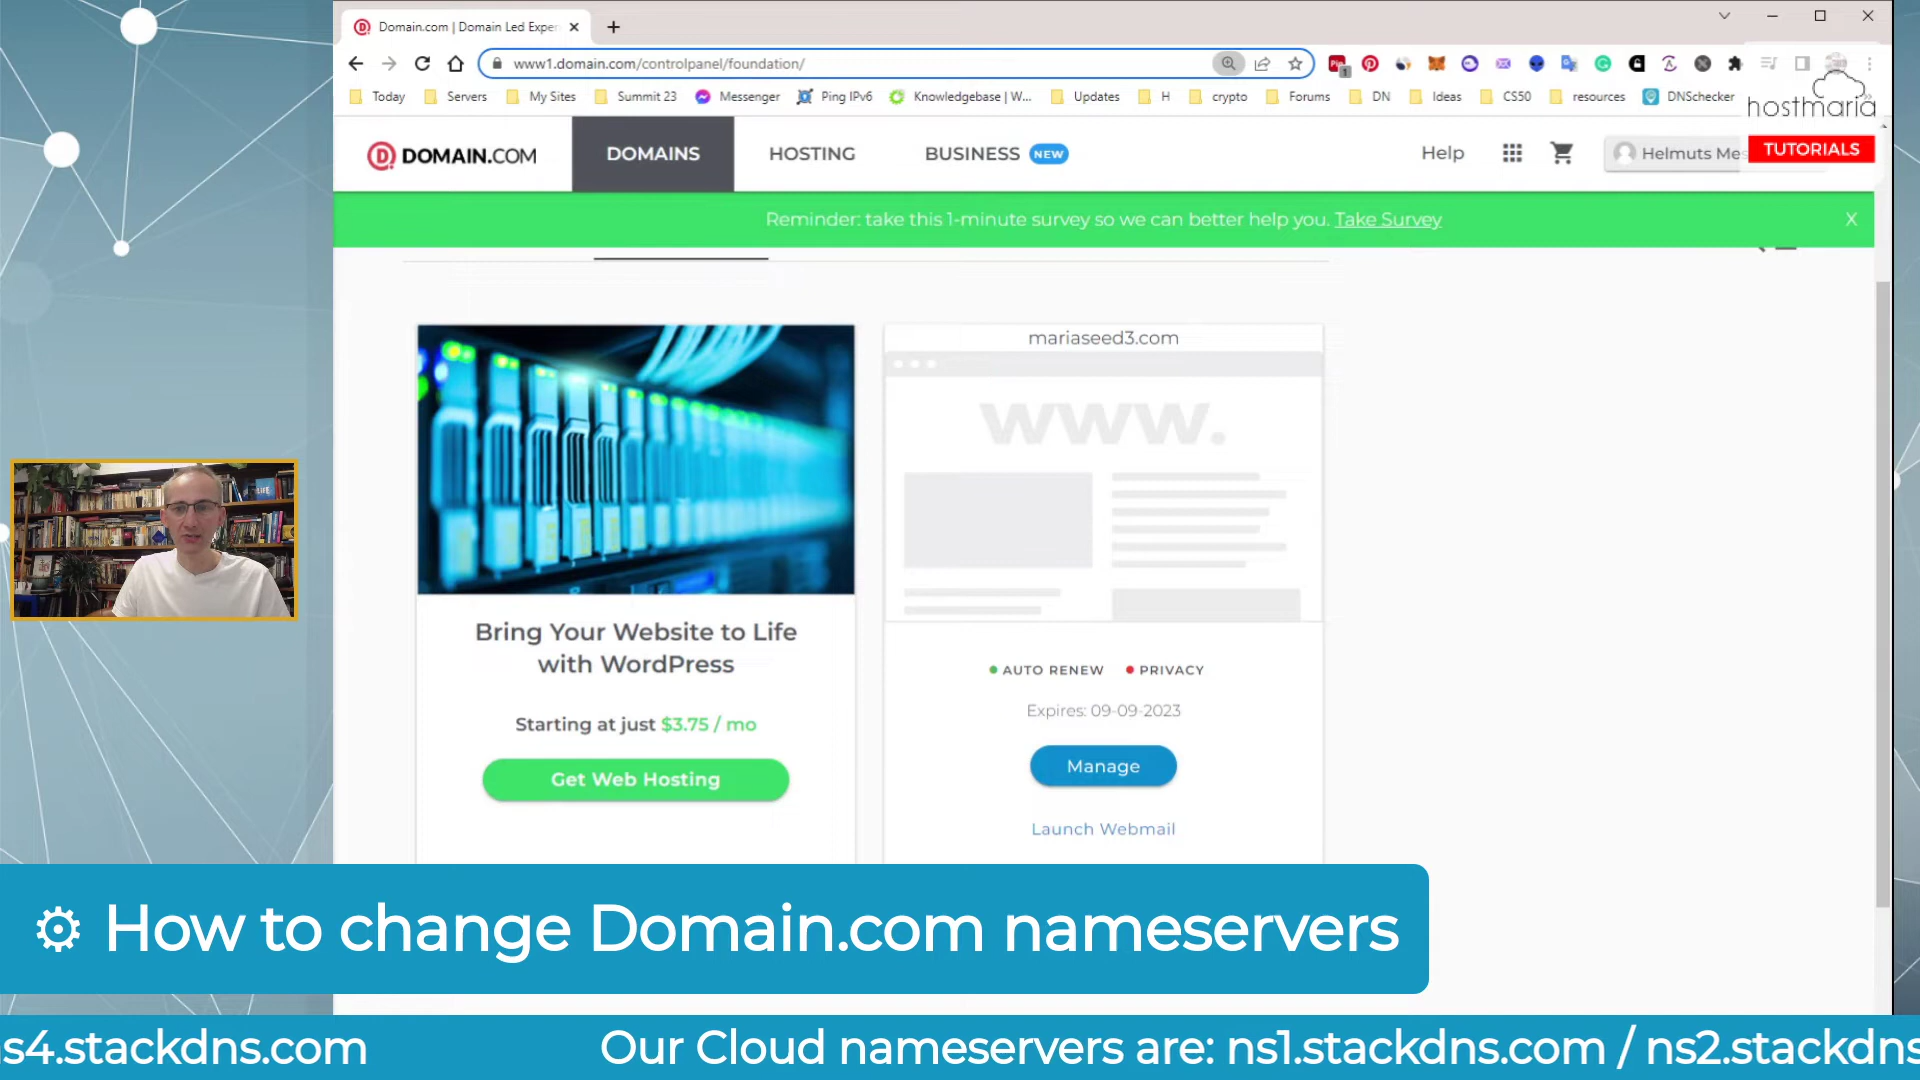 Domain.com | Domain Led Exper
www1.domain.com/controlpanel/foundation/
Today Servers My Sites Summit 23 Messenger Ping IPv6 Knowledgebase | W... Updates H crypto Forums DN Ideas CS50 resources DNSchecker
hostmaria
TUTORIALS
DOMAIN.COM DOMAINS HOSTING BUSINESS NEW Help Helmuts Mes
Reminder: take this 1-minute survey so we can better help you. Take Survey X
mariaseed3.com
www.
Bring Your Website to Life
with WordPress
Starting at just $3.75 / mo
Get Web Hosting
AUTO RENEW PRIVACY
Expires: 09-09-2023
Manage
Launch Webmail
How to change Domain.com nameservers
ns4.stackdns.com Our Cloud nameservers are: ns1.stackdns.com / ns2.stackdns